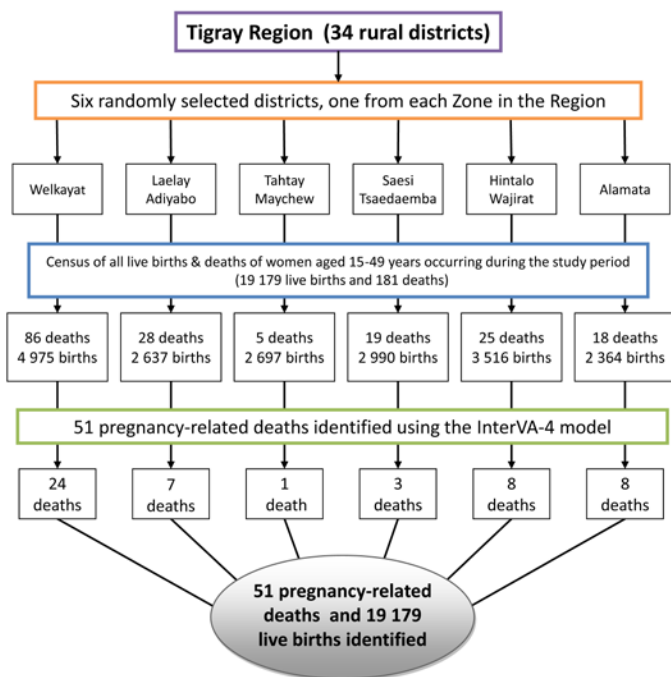 Tigray Region (34 rural districts)
Six randomly selected districts, one from each Zone in the Region
Welkayat
Laelay
Adiyabo
Tahtay
Maychew
Saesi
Tsaedaemba
Hintalo
Wajirat
Alamata
Census of all live births & deaths of women aged 15-49 years occurring during the study period
(19 179 live births and 181 deaths)
86 deaths
4 975 births
28 deaths
2 637 births
5 deaths
2 697 births
19 deaths
2 990 births
25 deaths
3 516 births
18 deaths
2 364 births
51 pregnancy-related deaths identified using the InterVA-4 model
24
deaths
7
deaths
1
death
3
deaths
8
deaths
8
deaths
51 pregnancy-related
deaths and 19 179
live births identified